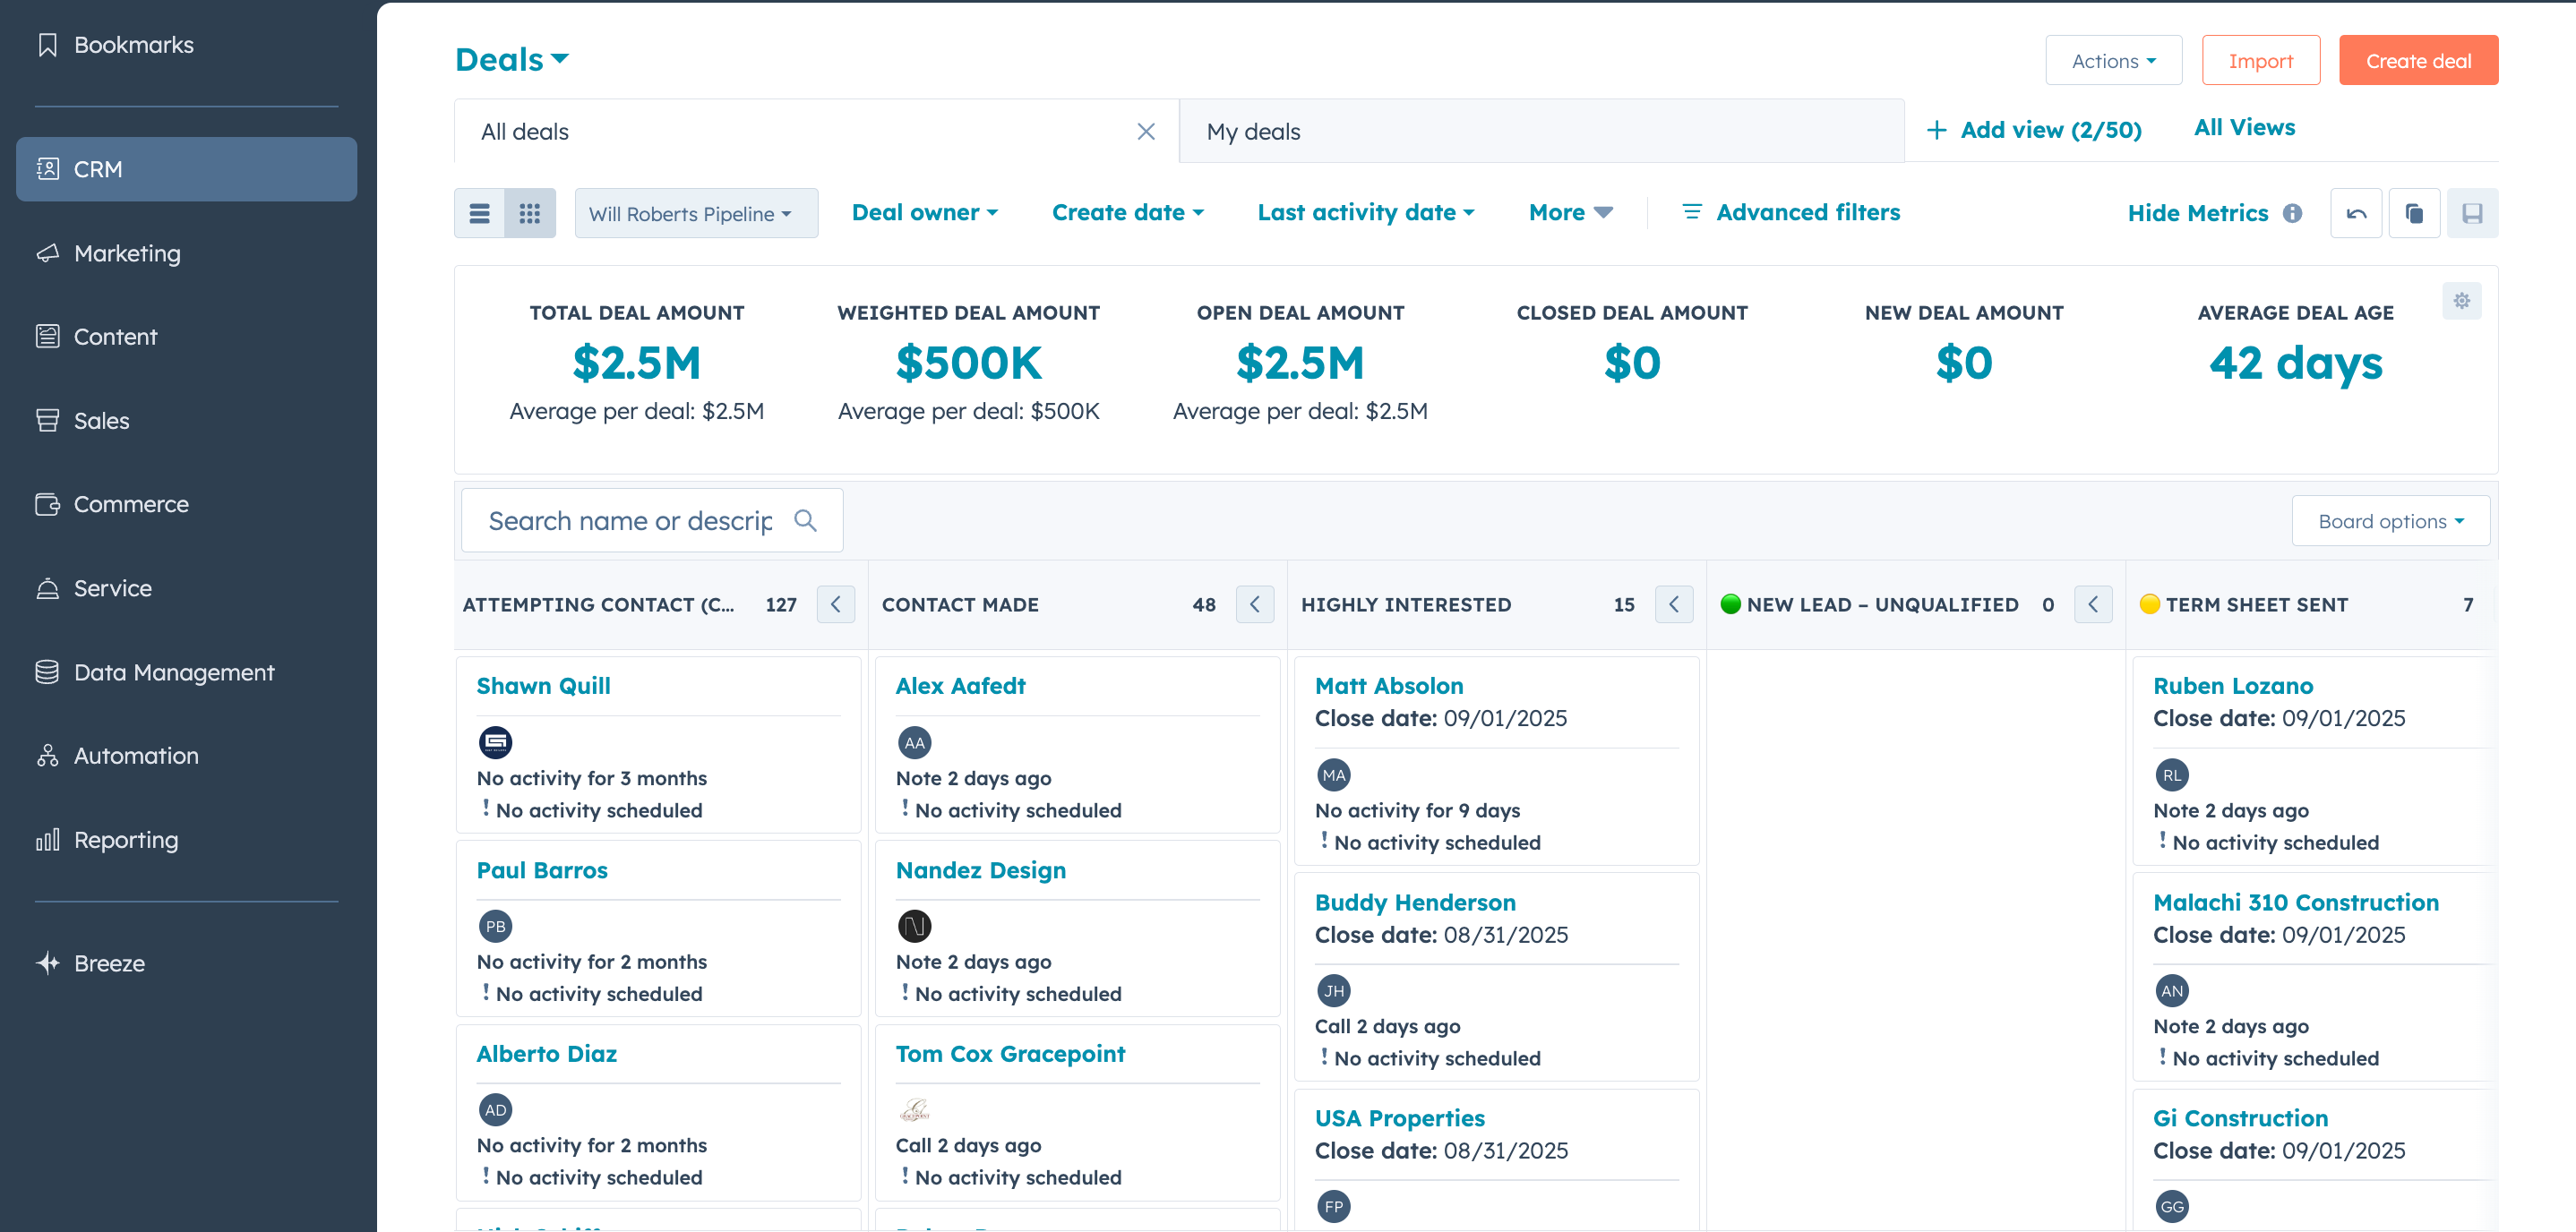 Bookmarks
CRM
Marketing
Content
Sales
Commerce
Service
Data Management
Automation
Reporting
Breeze
Deals
Actions
Import
Create deal
All deals
My deals
+ Add view (2/50)
All Views
Will Roberts Pipeline
Deal owner
Create date
Last activity date
More
Advanced filters
Hide Metrics
TOTAL DEAL AMOUNT
$2.5M
Average per deal: $2.5M
WEIGHTED DEAL AMOUNT
$500K
Average per deal: $500K
OPEN DEAL AMOUNT
$2.5M
Average per deal: $2.5M
CLOSED DEAL AMOUNT
$0
NEW DEAL AMOUNT
$0
AVERAGE DEAL AGE
42 days
Search name or descrip
Board options
ATTEMPTING CONTACT (C... 127
Shawn Quill
No activity for 3 months
! No activity scheduled
Paul Barros
PB
No activity for 2 months
! No activity scheduled
Alberto Diaz
AD
No activity for 2 months
! No activity scheduled
CONTACT MADE 48
Alex Aafedt
AA
Note 2 days ago
! No activity scheduled
Nandez Design
Note 2 days ago
! No activity scheduled
Tom Cox Gracepoint
Call 2 days ago
! No activity scheduled
HIGHLY INTERESTED 15
Matt Absolon
Close date: 09/01/2025
MA
No activity for 9 days
! No activity scheduled
Buddy Henderson
Close date: 08/31/2025
JH
Call 2 days ago
! No activity scheduled
USA Properties
Close date: 08/31/2025
FP
NEW LEAD – UNQUALIFIED 0
TERM SHEET SENT 7
Ruben Lozano
Close date: 09/01/2025
RL
Note 2 days ago
! No activity scheduled
Malachi 310 Construction
Close date: 09/01/2025
AN
Note 2 days ago
! No activity scheduled
Gi Construction
Close date: 09/01/2025
GG